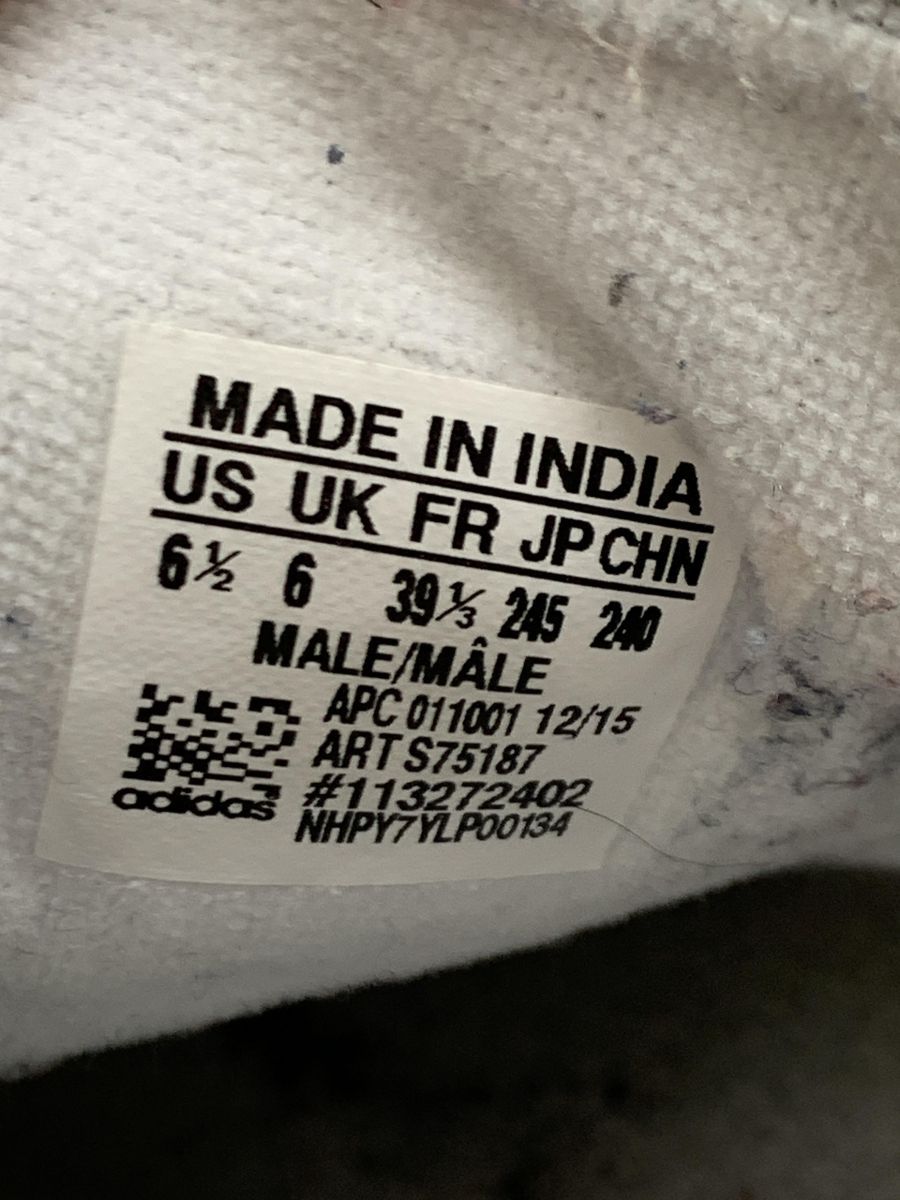 MADE IN INDIA
US UK FR JP CHN
6½ 6 39⅓ 245 240
MALE/MÂLE
APC 011001 12/15
ART S75187
#113272402
NHPY7YLP00134
adidas